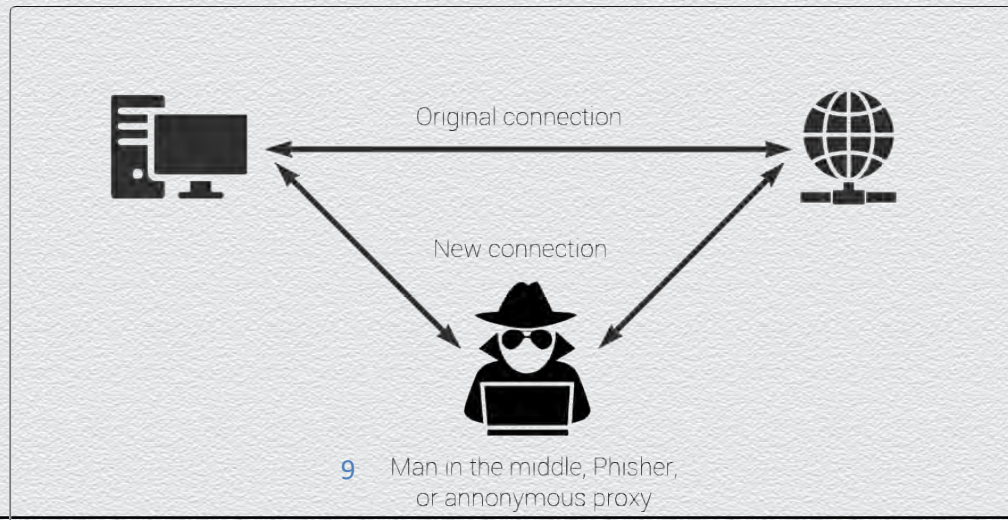 Original connection
New connection
9 Man in the middle, Phisher,
or annonymous proxy